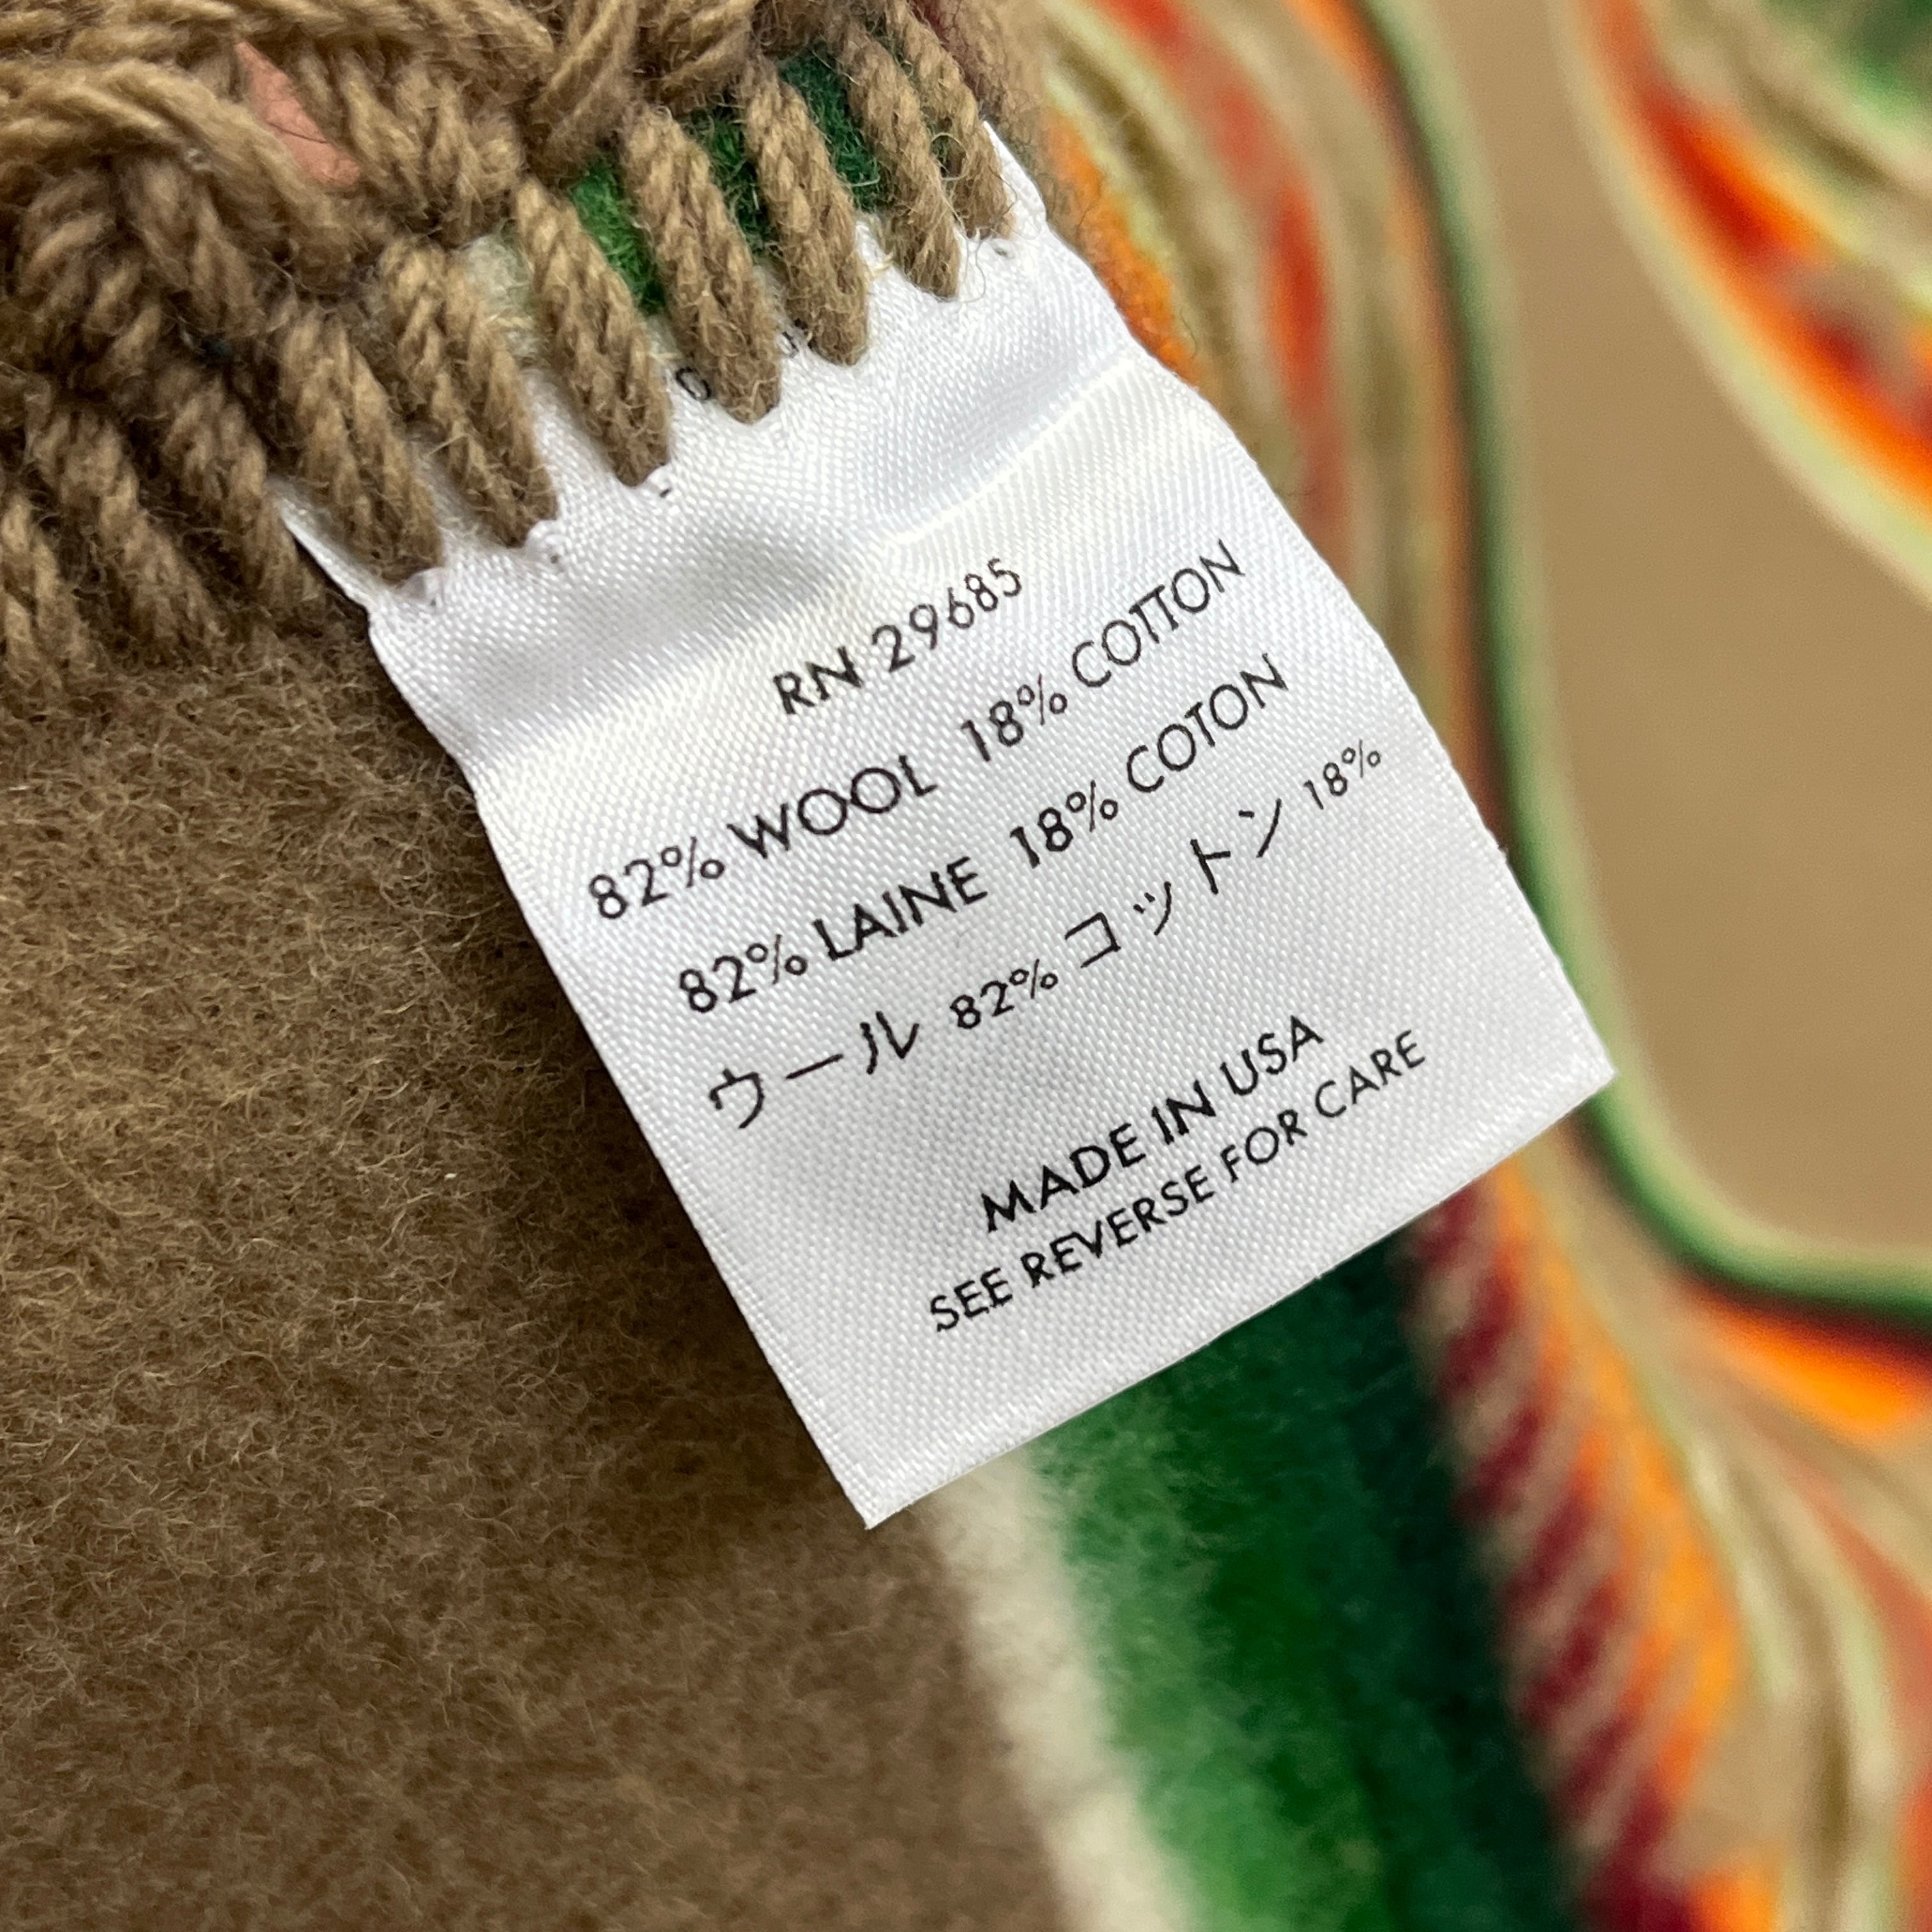 RN 29685
82% WOOL 18% COTTON
82% LAINE 18% COTON
ウール 82% コットン 18%
MADE IN USA
SEE REVERSE FOR CARE